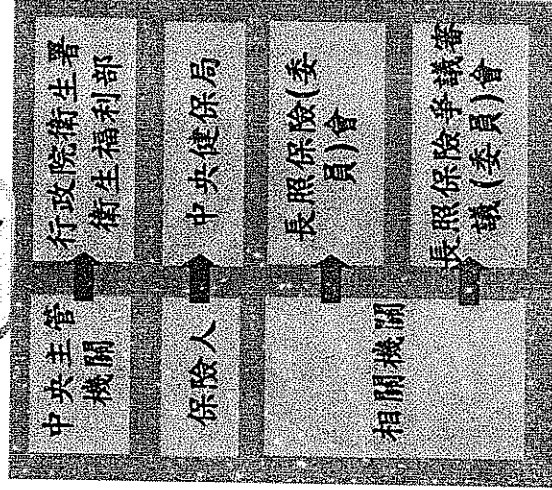 中央主管
機關
行政院衛生署
衛生福利部
保險人
中央健保局
相關機關
長照保險(委
員)會
長照保險爭議審
議(委員)會